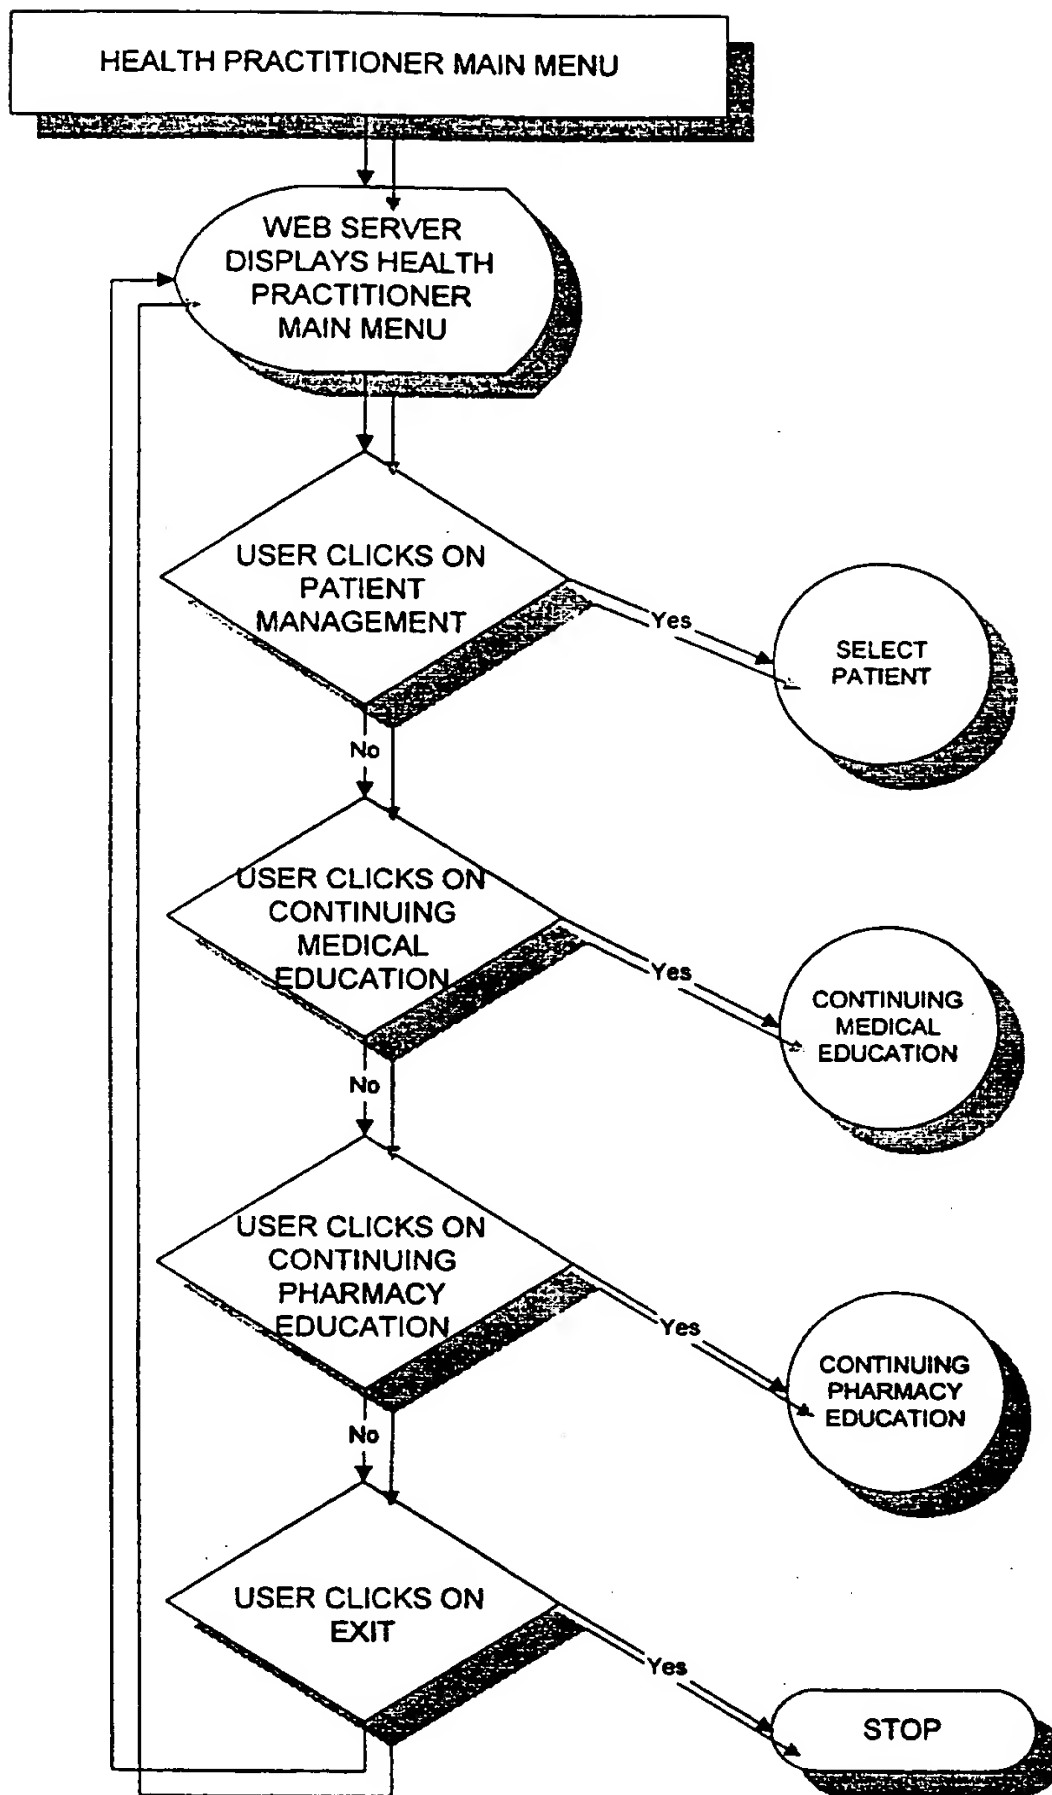 HEALTH PRACTITIONER MAIN MENU
WEB SERVER
DISPLAYS HEALTH
PRACTITIONER
MAIN MENU
USER CLICKS ON
PATIENT
MANAGEMENT
Yes
SELECT
PATIENT
No
USER CLICKS ON
CONTINUING
MEDICAL
EDUCATION
Yes
CONTINUING
MEDICAL
EDUCATION
No
USER CLICKS ON
CONTINUING
PHARMACY
EDUCATION
Yes
CONTINUING
PHARMACY
EDUCATION
No
USER CLICKS ON
EXIT
Yes
STOP